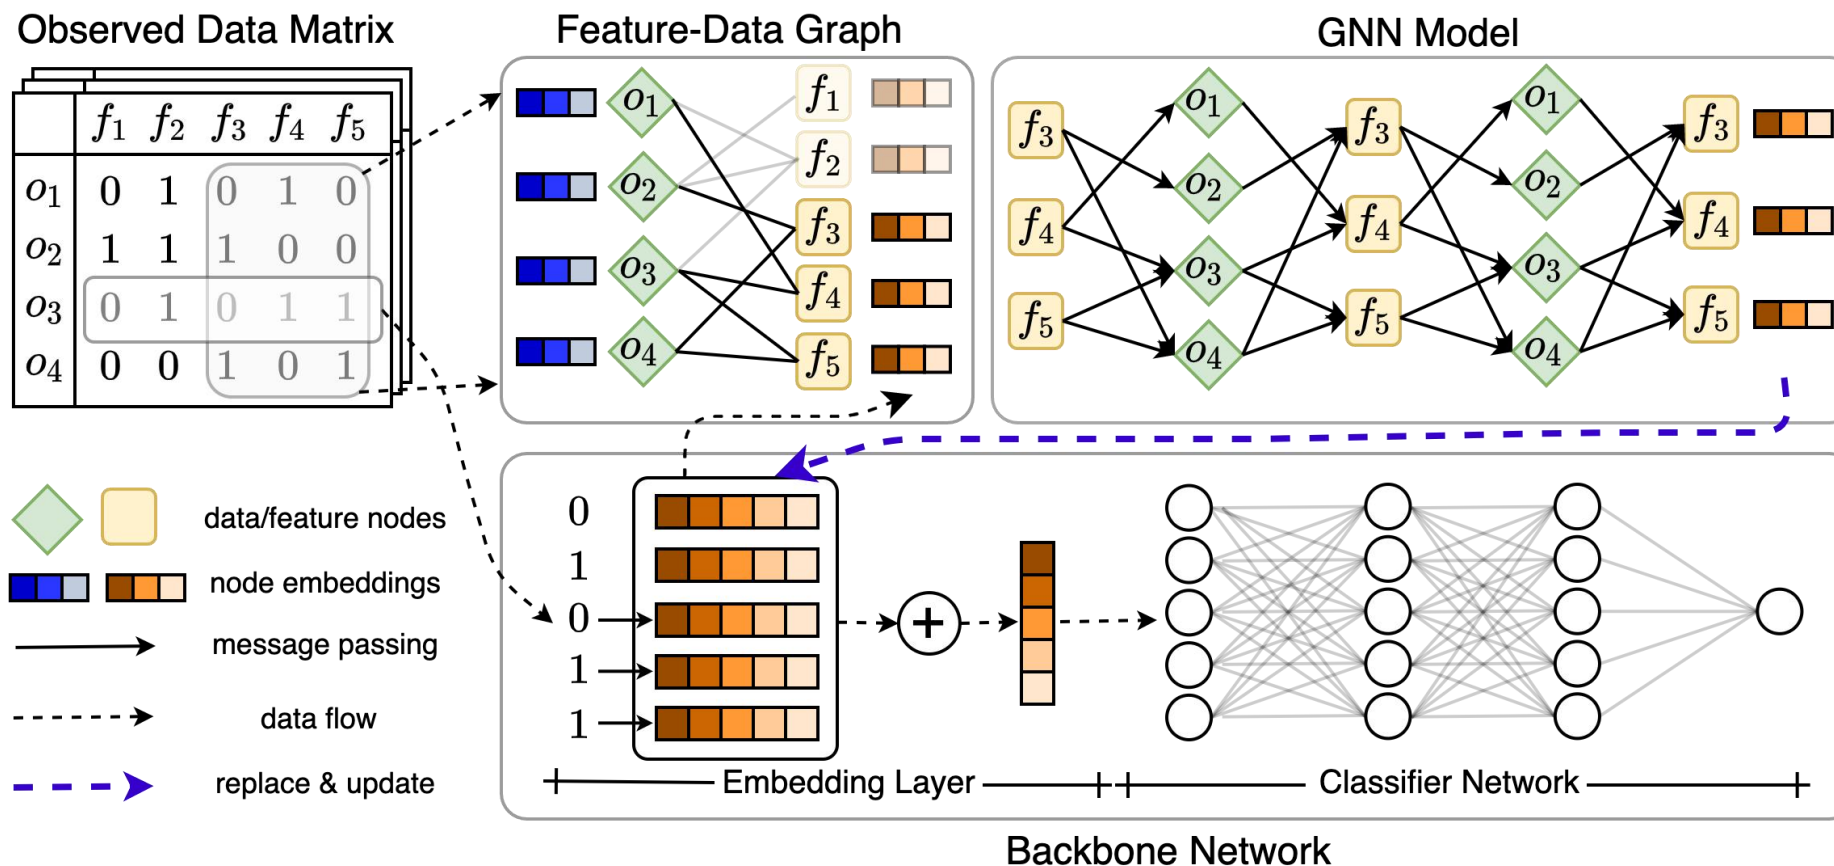 Observed Data Matrix
f1 f2 f3 f4 f5
o1 0 1 0 1 0
o2 1 1 1 0 0
o3 0 1 0 1 1
o4 0 0 1 0 1
Feature-Data Graph
o1 f1
o2 f2
o3 f3
o4 f4
f5
GNN Model
f3 o1 f3 o1 f3
o2 o2
f4 o3 f4 o3 f4
f5 o4 f5 o4 f5
data/feature nodes
node embeddings
message passing
data flow
replace & update
0
1
0
1
1
+
Embedding Layer
Classifier Network
Backbone Network